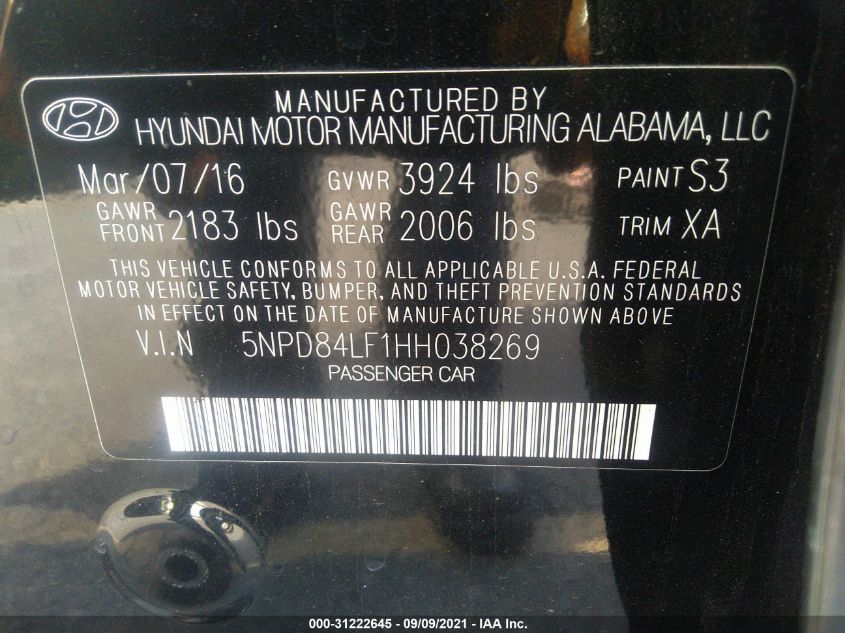 MANUFACTURED BY
HYUNDAI MOTOR MANUFACTURING ALABAMA, LLC
Mar/07/16 GVWR 3924 lbs PAINT S3
GAWR FRONT 2183 lbs GAWR REAR 2006 lbs TRIM XA
THIS VEHICLE CONFORMS TO ALL APPLICABLE U.S.A. FEDERAL
MOTOR VEHICLE SAFETY, BUMPER, AND THEFT PREVENTION STANDARDS
IN EFFECT ON THE DATE OF MANUFACTURE SHOWN ABOVE
V.I.N 5NPD84LF1HH038269
PASSENGER CAR
000-31222645 - 09/09/2021 - IAA Inc.